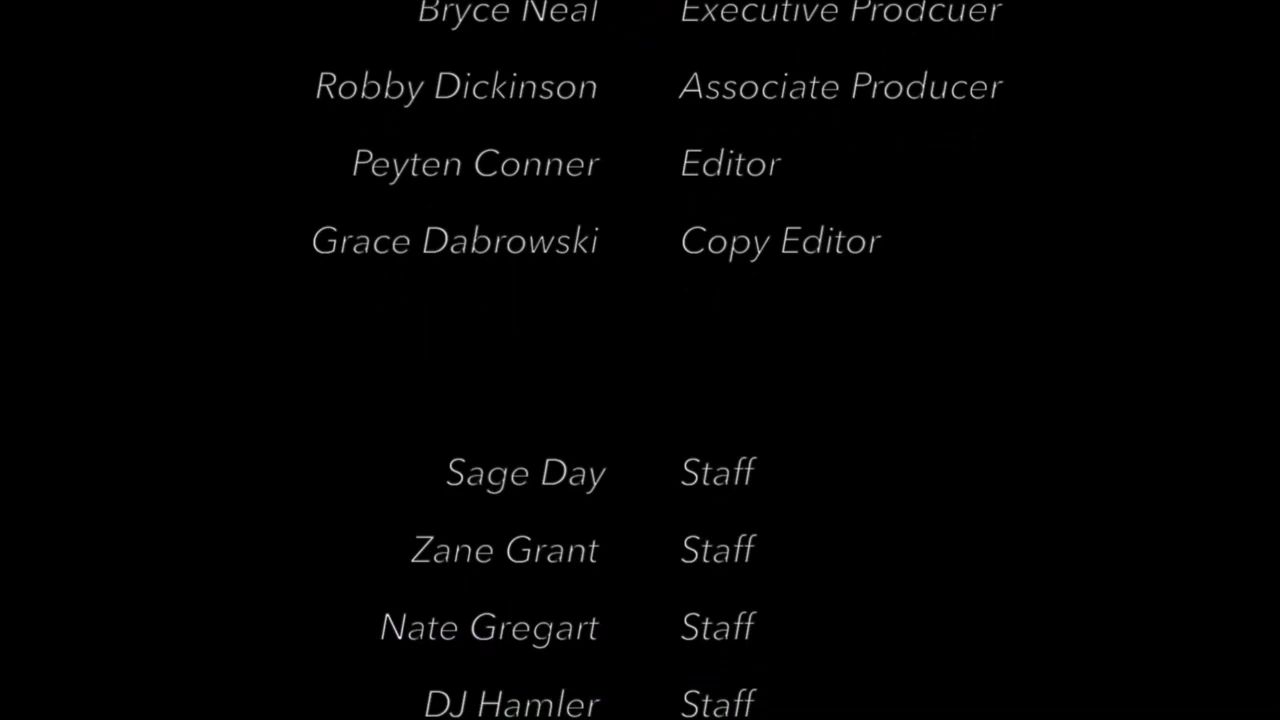 Bryce Neal Executive Prodcuer
Robby Dickinson Associate Producer
Peyten Conner Editor
Grace Dabrowski Copy Editor
Sage Day Staff
Zane Grant Staff
Nate Gregart Staff
DJ Hamler Staff